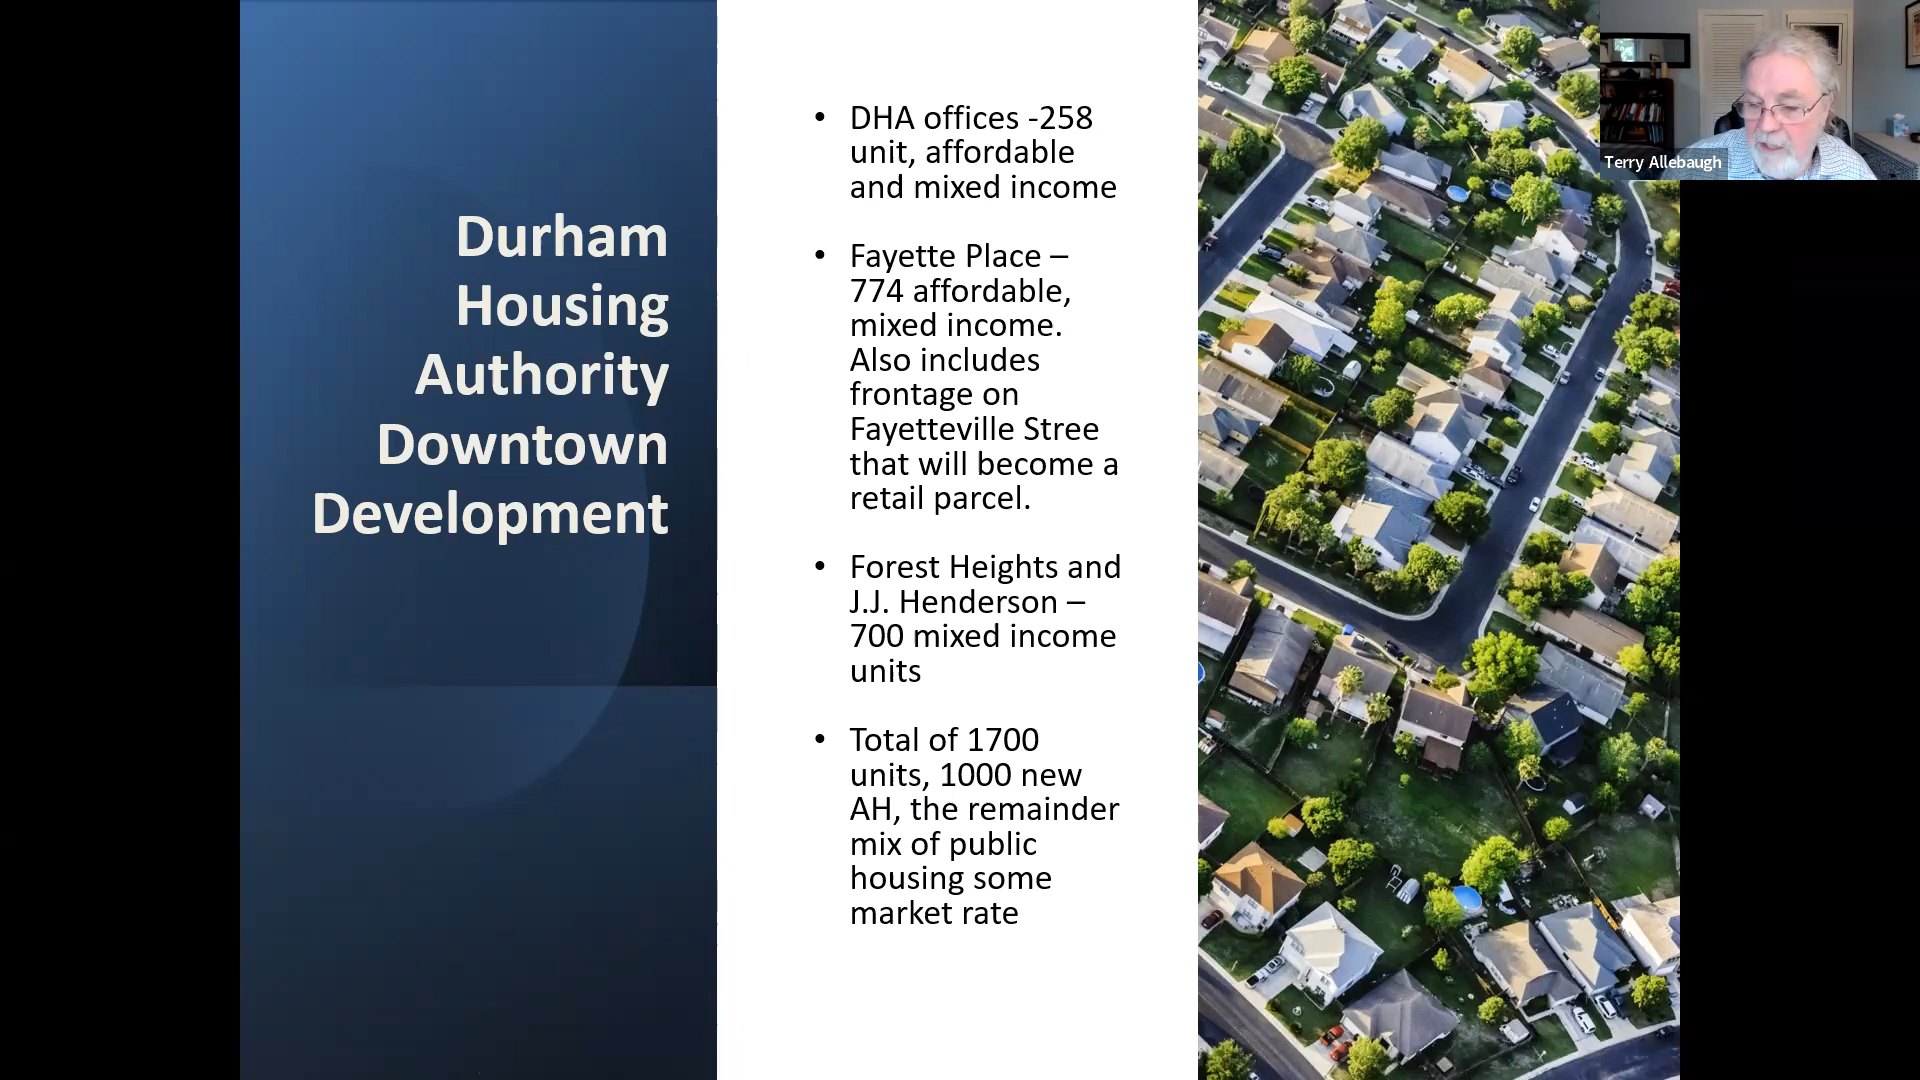 Durham
Housing
Authority
Downtown
Development
• DHA offices -258
unit, affordable
and mixed income
• Fayette Place –
774 affordable,
mixed income.
Also includes
frontage on
Fayetteville Stree
that will become a
retail parcel.
• Forest Heights and
J.J. Henderson –
700 mixed income
units
• Total of 1700
units, 1000 new
AH, the remainder
mix of public
housing some
market rate
Terry Allebaugh